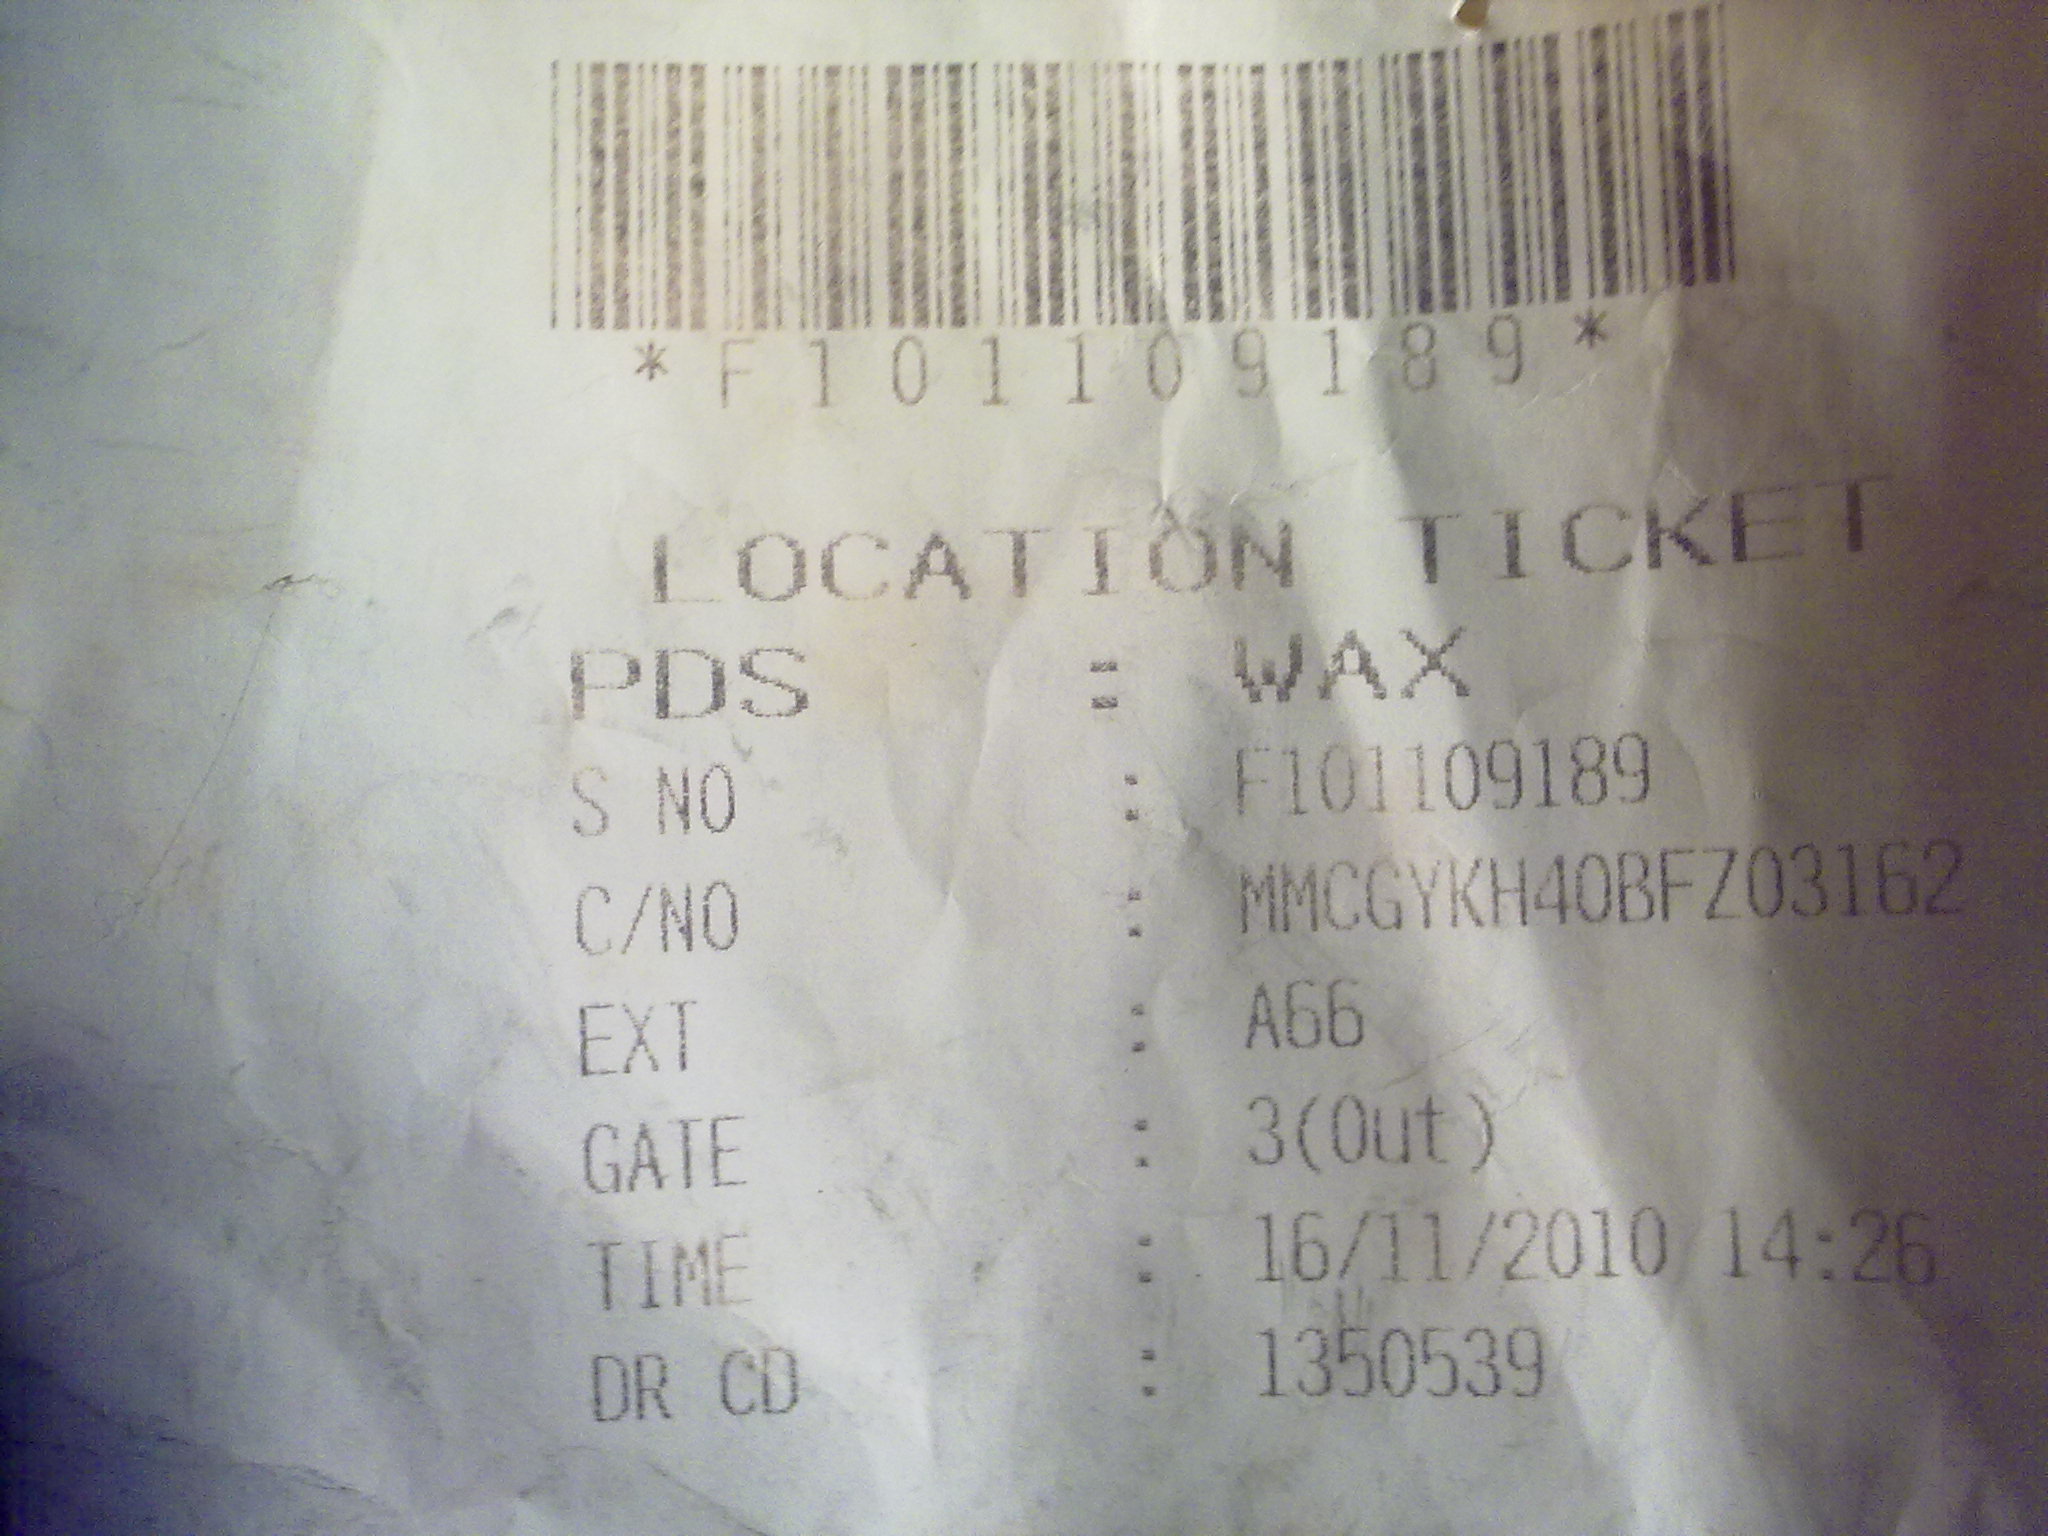 *F101109189*
LOCATION TICKET
PDS : WAX
S NO : F101109189
C/NO : MMCGYKH40BFZ03162
EXT : A66
GATE : 3(Out)
TIME : 16/11/2010 14:26
DR CD : 1350539